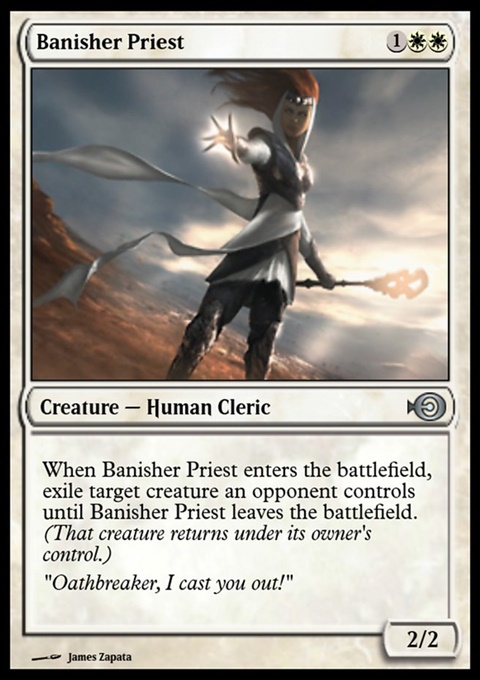 Banisher Priest 1
Creature — Human Cleric
When Banisher Priest enters the battlefield,
exile target creature an opponent controls
until Banisher Priest leaves the battlefield.
(That creature returns under its owner's
control.)
"Oathbreaker, I cast you out!"
2/2
James Zapata